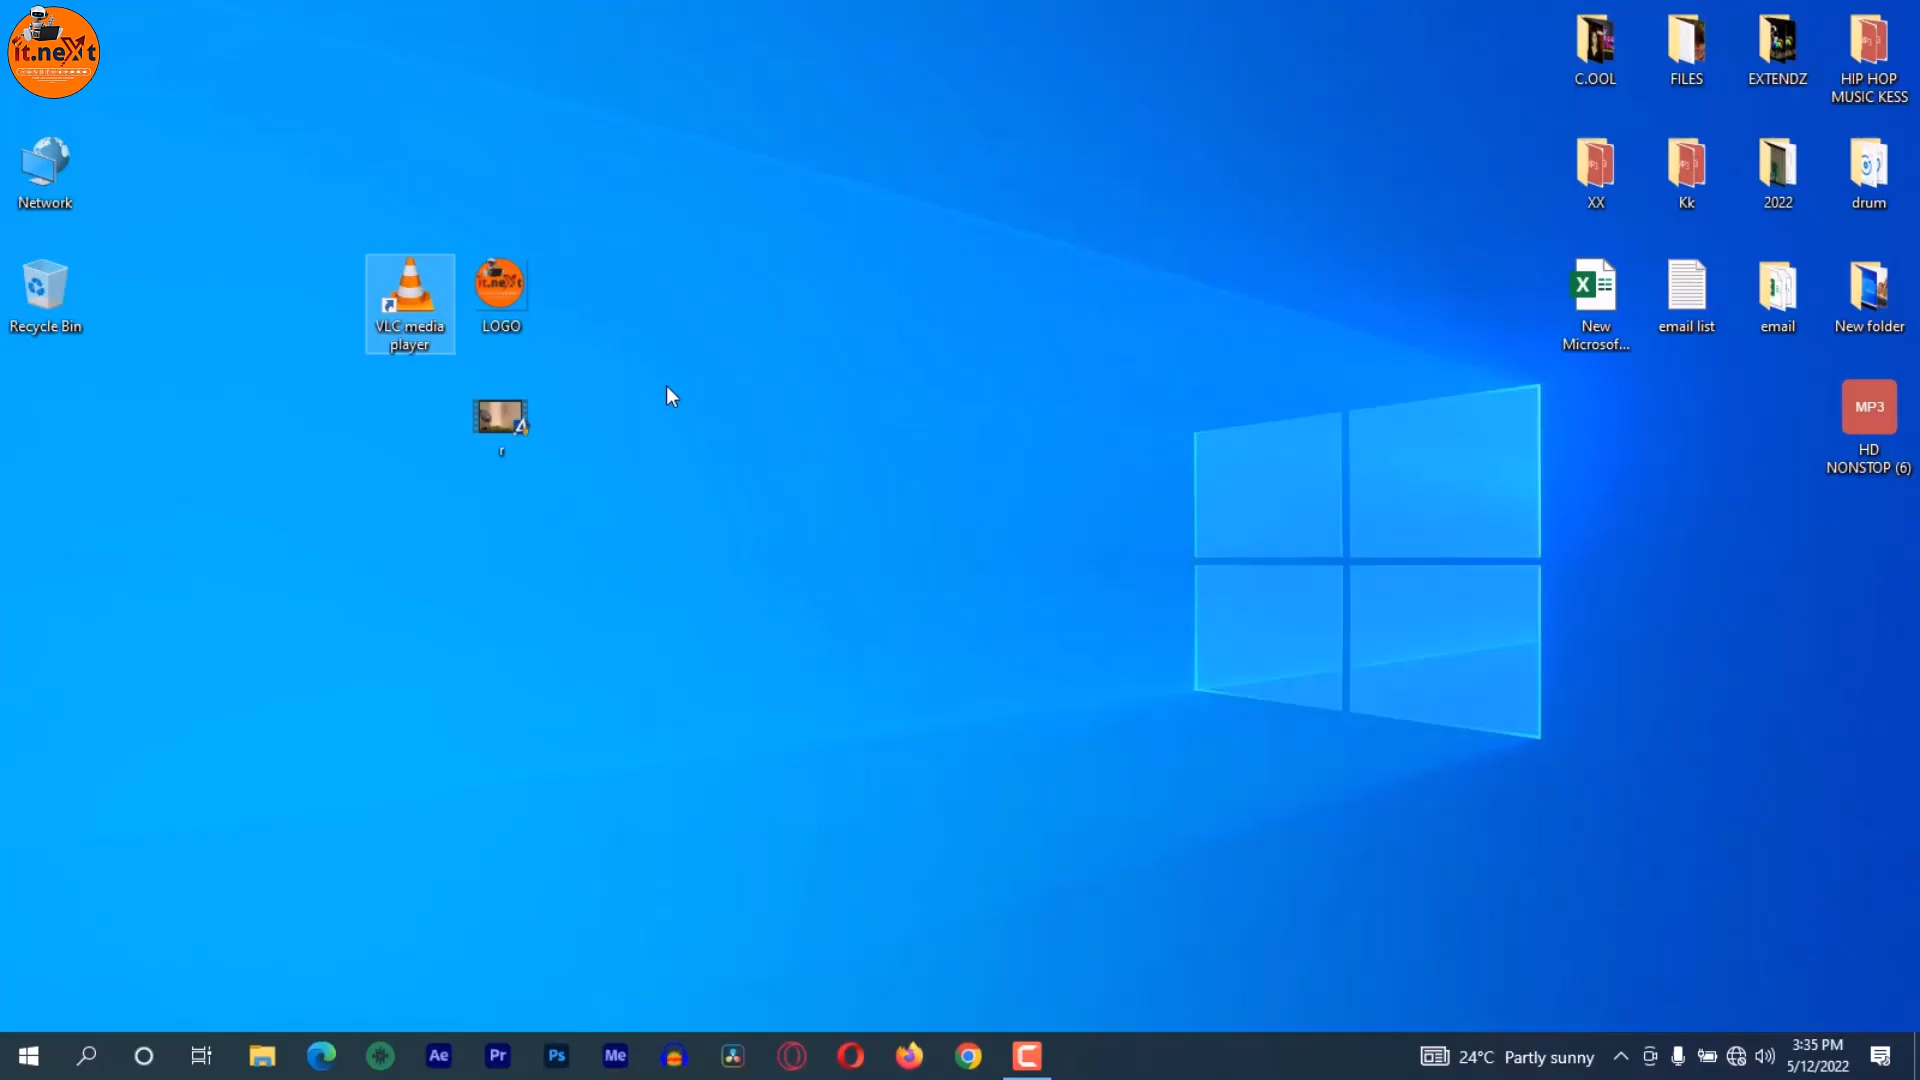 it.neXt
Network
Recycle Bin
VLC media
player
it.neXt
LOGO
r
C.OOL
FILES
EXTENDZ
HIP HOP
MUSIC KESS
XX
Kk
2022
drum
New
Microsof...
email list
email
New folder
MP3
HD
NONSTOP (6)
Ae
Pr
Ps
Me
24°C Partly sunny
3:35 PM
5/12/2022